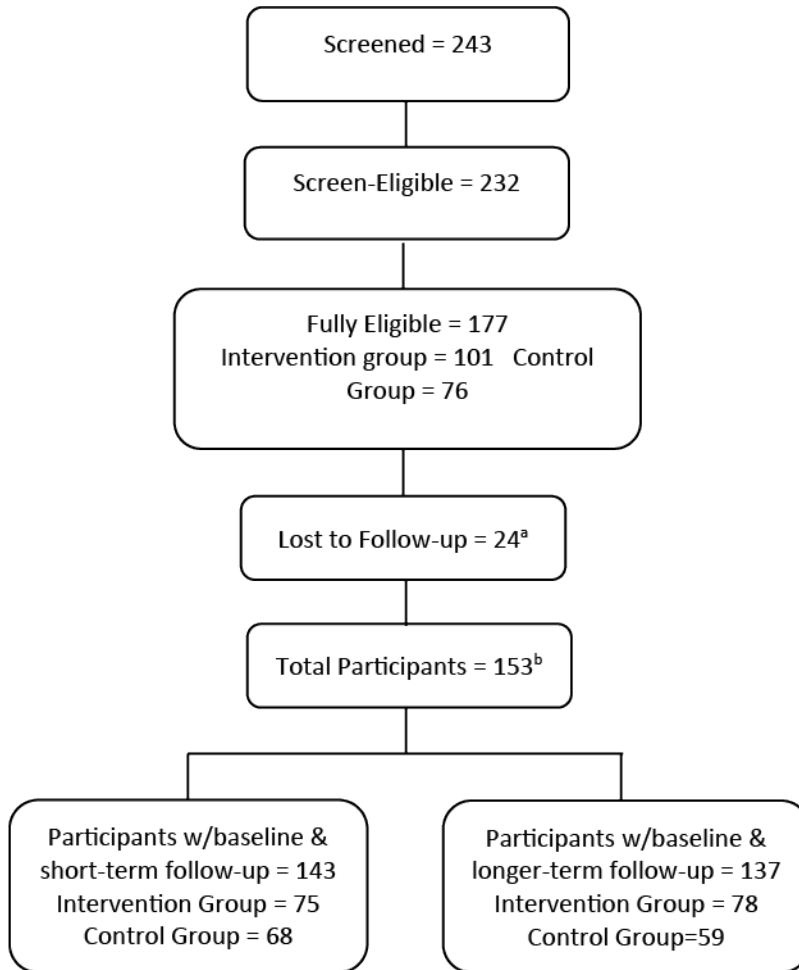 Screened = 243
Screen-Eligible = 232
Fully Eligible = 177
Intervention group = 101   Control
Group = 76
Lost to Follow-up = 24ᵃ
Total Participants = 153ᵇ
Participants w/baseline &
short-term follow-up = 143
Intervention Group = 75
Control Group = 68
Participants w/baseline &
longer-term follow-up = 137
Intervention Group = 78
Control Group=59